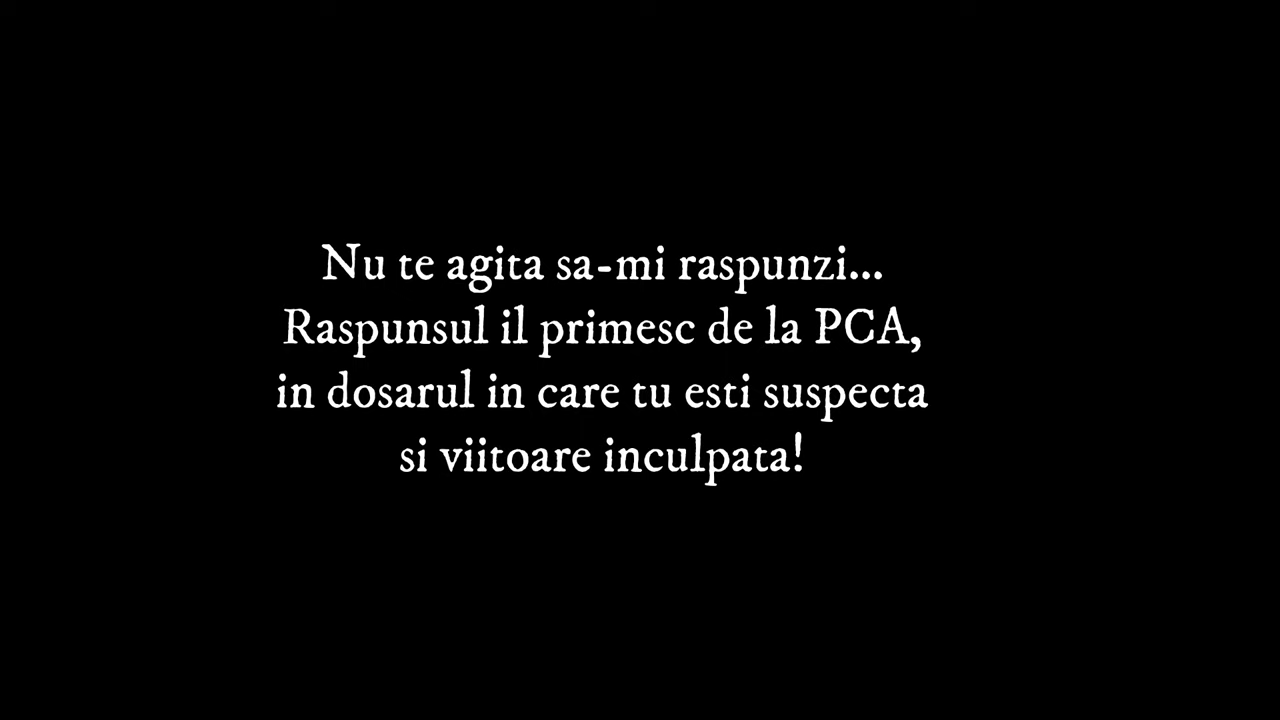 Nu te agita sa-mi raspunzi...
Raspunsul il primesc de la PCA,
in dosarul in care tu esti suspecta
si viitoare inculpata!